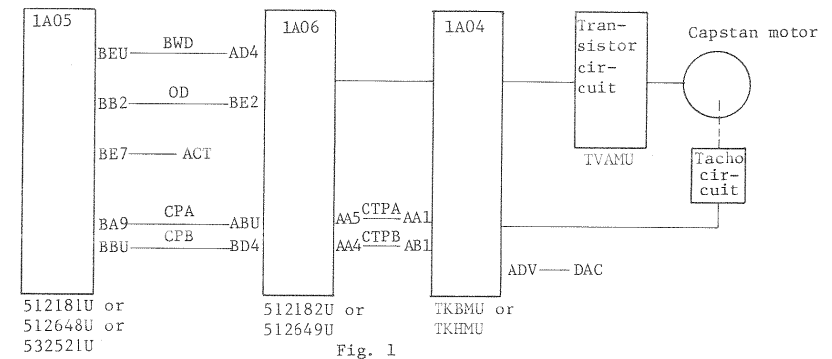 1A05
1A06
1A04
Tran-
sistor
cir-
cuit
Capstan motor
BEU BWD AD4
BB2 OD BE2
BE7 ACT
TVAMU
Tacho
cir-
cuit
BA9 CPA ABU
AA5 CTPA AA1
BBU CPB BD4
AA4 CTPB AB1
ADV DAC
512181U or
512648U or
532521U
512182U or
512649U
TKBMU or
TKHMU
Fig. 1